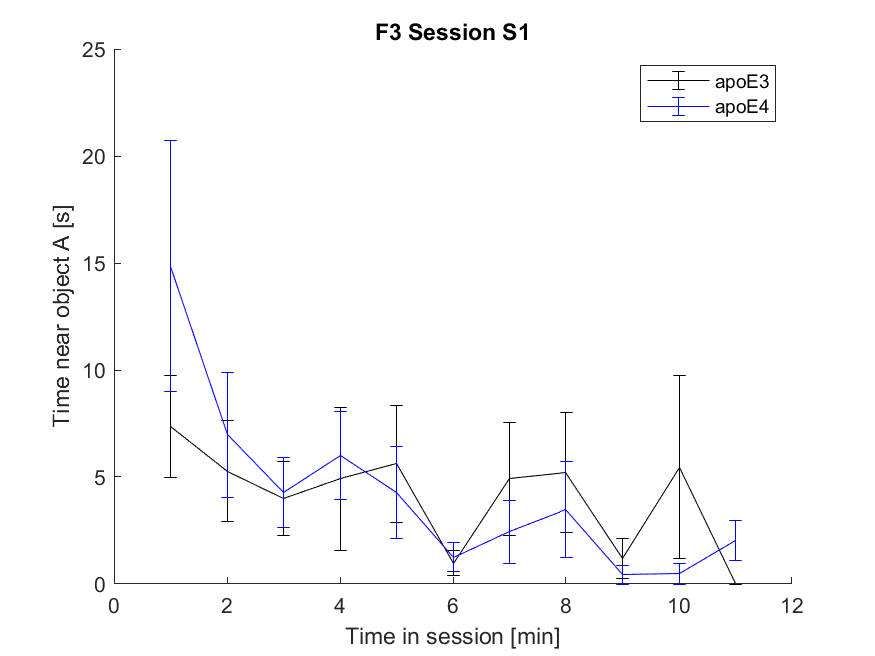 F3 Session S1
apoE3
apoE4
Time near object A [s]
25
20
15
10
5
0
0 2 4 6 8 10 12
Time in session [min]